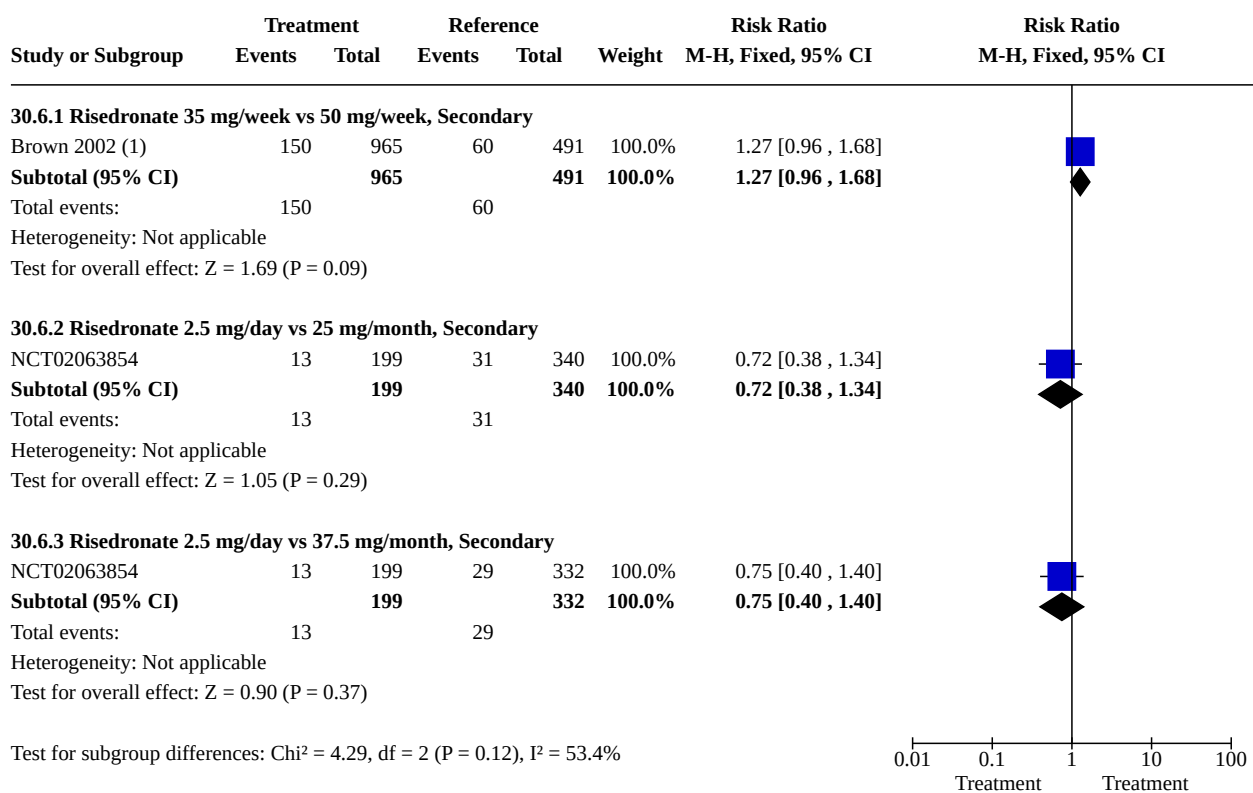 Treatment Reference Risk Ratio Risk Ratio
Study or Subgroup Events Total Events Total Weight M-H, Fixed, 95% CI M-H, Fixed, 95% CI
30.6.1 Risedronate 35 mg/week vs 50 mg/week, Secondary
Brown 2002 (1) 150 965 60 491 100.0% 1.27 [0.96 , 1.68]
Subtotal (95% CI) 965 491 100.0% 1.27 [0.96 , 1.68]
Total events: 150 60
Heterogeneity: Not applicable
Test for overall effect: Z = 1.69 (P = 0.09)
30.6.2 Risedronate 2.5 mg/day vs 25 mg/month, Secondary
NCT02063854 13 199 31 340 100.0% 0.72 [0.38 , 1.34]
Subtotal (95% CI) 199 340 100.0% 0.72 [0.38 , 1.34]
Total events: 13 31
Heterogeneity: Not applicable
Test for overall effect: Z = 1.05 (P = 0.29)
30.6.3 Risedronate 2.5 mg/day vs 37.5 mg/month, Secondary
NCT02063854 13 199 29 332 100.0% 0.75 [0.40 , 1.40]
Subtotal (95% CI) 199 332 100.0% 0.75 [0.40 , 1.40]
Total events: 13 29
Heterogeneity: Not applicable
Test for overall effect: Z = 0.90 (P = 0.37)
Test for subgroup differences: Chi² = 4.29, df = 2 (P = 0.12), I² = 53.4%
0.01 0.1 1 10 100
Treatment Treatment